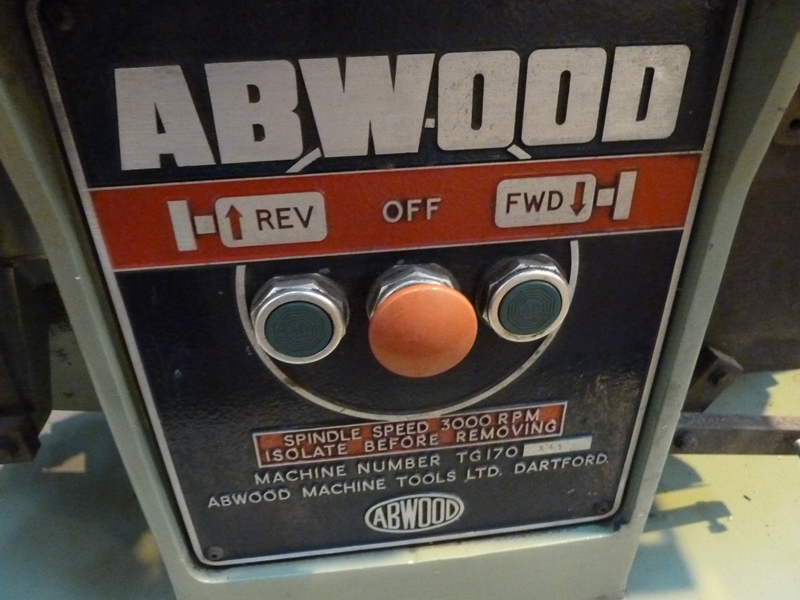 ABWOOD
REV OFF FWD
SPINDLE SPEED 3000 RPM
ISOLATE BEFORE REMOVING
MACHINE NUMBER TG170
ABWOOD MACHINE TOOLS LTD. DARTFORD.
ABWOOD